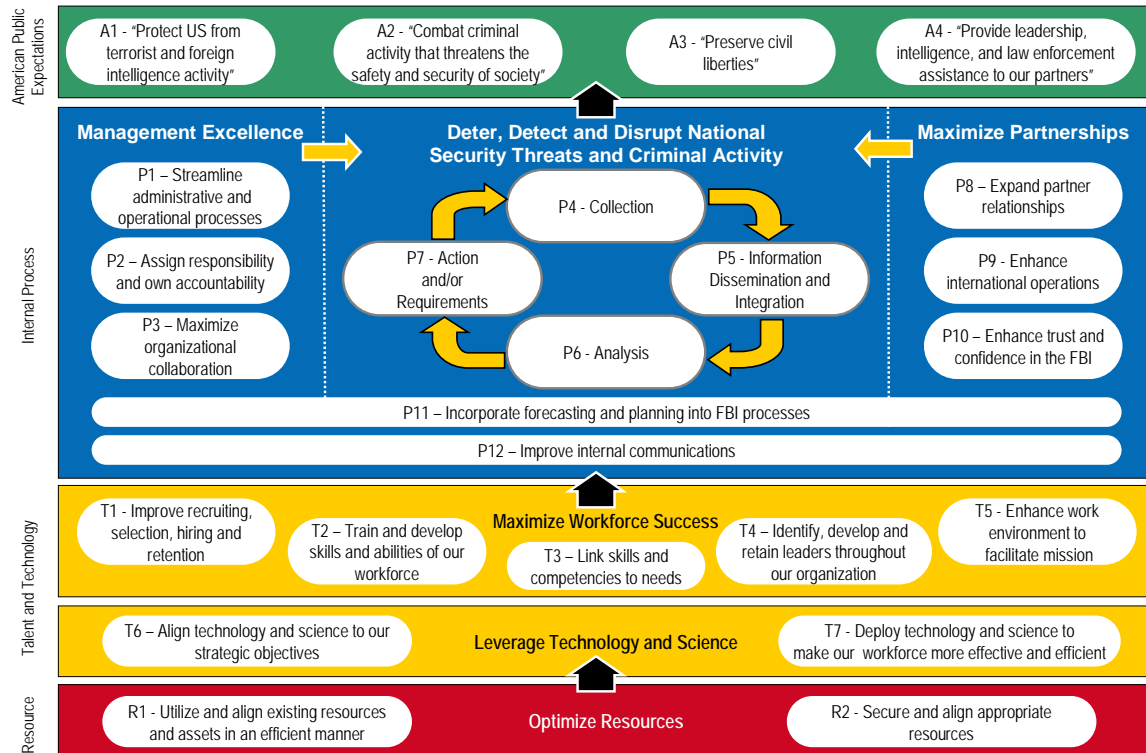 American Public
Expectations
A1 - “Protect US from
terrorist and foreign
intelligence activity”
A2 - “Combat criminal
activity that threatens the
safety and security of society”
A3 - “Preserve civil
liberties”
A4 - “Provide leadership,
intelligence, and law enforcement
assistance to our partners”
Internal Process
Management Excellence
P1 – Streamline
administrative and
operational processes
P2 – Assign responsibility
and own accountability
P3 – Maximize
organizational
collaboration
Deter, Detect and Disrupt National
Security Threats and Criminal Activity
P4 - Collection
P5 - Information
Dissemination and
Integration
P6 - Analysis
P7 - Action
and/or
Requirements
Maximize Partnerships
P8 – Expand partner
relationships
P9 – Enhance
international operations
P10 – Enhance trust and
confidence in the FBI
P11 – Incorporate forecasting and planning into FBI processes
P12 – Improve internal communications
Talent and Technology
Maximize Workforce Success
T1 - Improve recruiting,
selection, hiring and
retention
T2 – Train and develop
skills and abilities of our
workforce
T3 – Link skills and
competencies to needs
T4 – Identify, develop and
retain leaders throughout
our organization
T5 - Enhance work
environment to
facilitate mission
T6 – Align technology and science to our
strategic objectives
Leverage Technology and Science
T7 - Deploy technology and science to
make our workforce more effective and efficient
Resource
R1 - Utilize and align existing resources
and assets in an efficient manner
Optimize Resources
R2 - Secure and align appropriate
resources